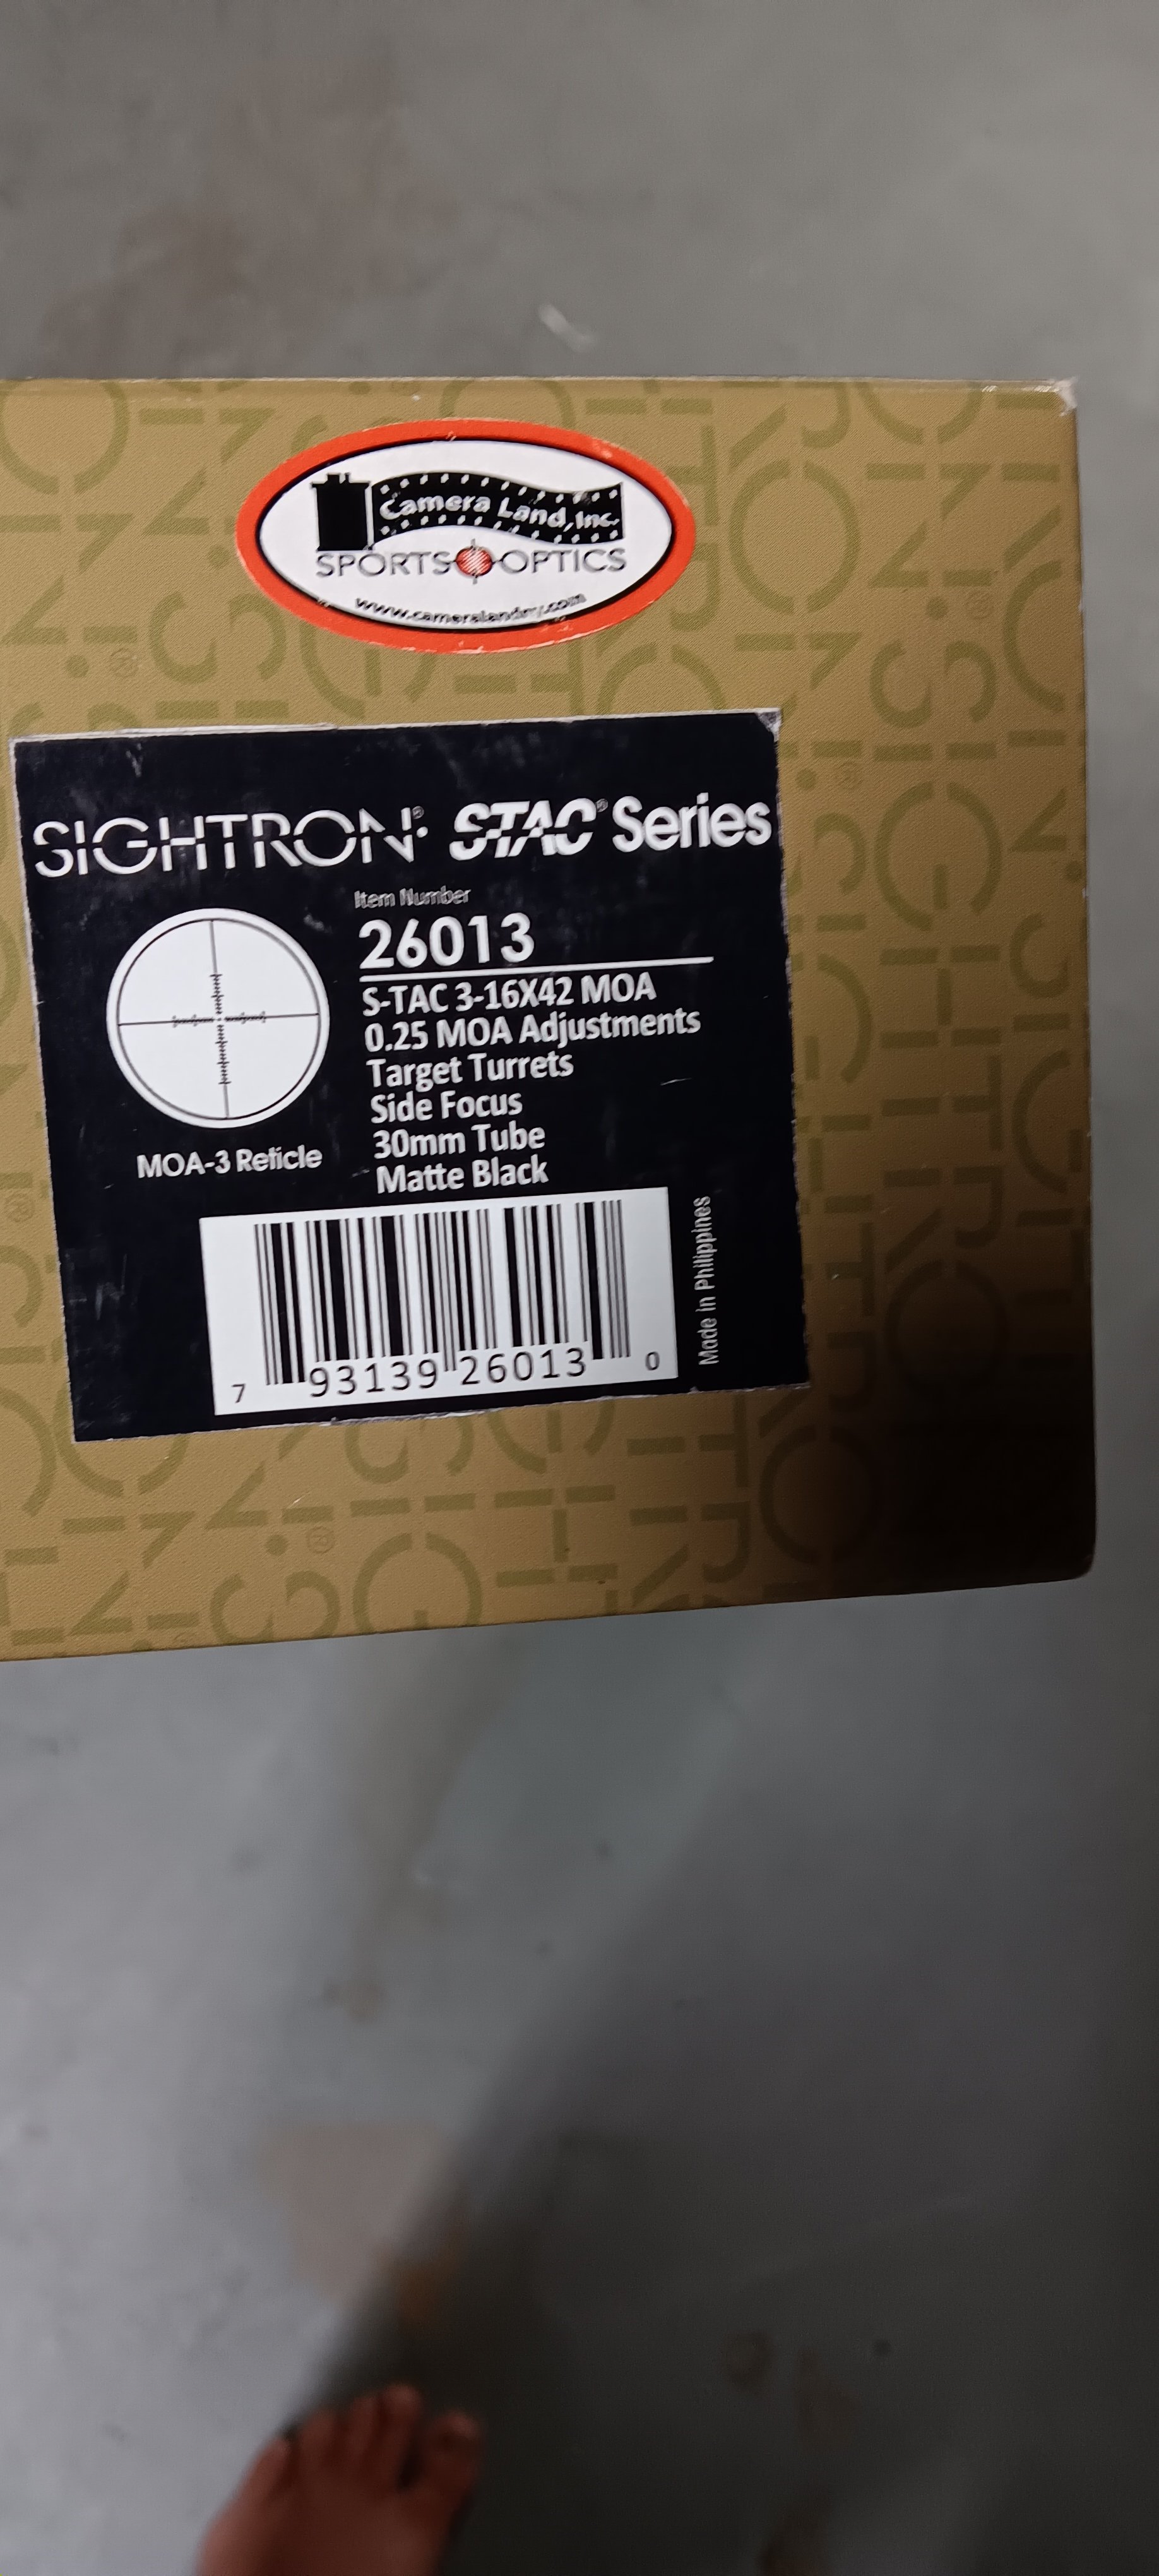 Camera Land, Inc.
SPORTS OPTICS
www.cameralandny.com
SIGHTRON® STAC® Series
Item Number
26013
S-TAC 3-16X42 MOA
0.25 MOA Adjustments
Target Turrets
Side Focus
30mm Tube
Matte Black
MOA-3 Reticle
7 93139 26013 0
Made in Philippines